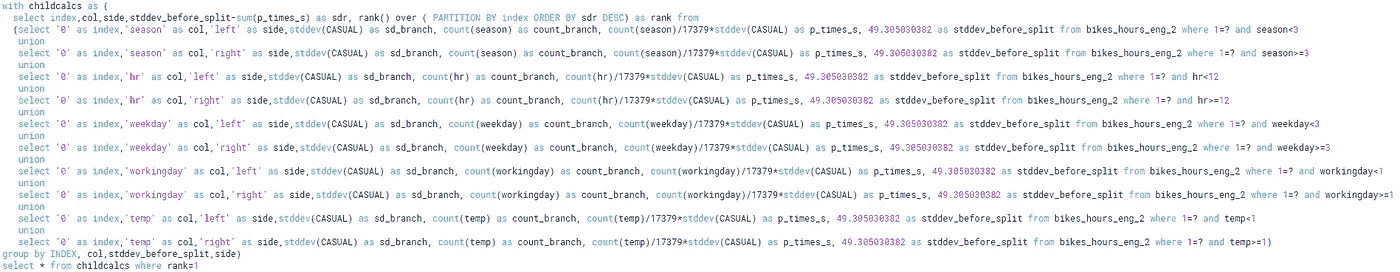 with childcalcs as (
select index,col,side,stddev_before_split-sum(p_times_s) as sdr, rank() over ( PARTITION BY index ORDER BY sdr DESC) as rank from
(select '0' as index,'season' as col,'left' as side,stddev(CASUAL) as sd_branch, count(season) as count_branch, count(season)/17379*stddev(CASUAL) as p_times_s, 49.305030382 as stddev_before_split from bikes_hours_eng_2 where 1=? and season<3
union
select '0' as index,'season' as col,'right' as side,stddev(CASUAL) as sd_branch, count(season) as count_branch, count(season)/17379*stddev(CASUAL) as p_times_s, 49.305030382 as stddev_before_split from bikes_hours_eng_2 where 1=? and season>=3
union
select '0' as index,'hr' as col,'left' as side,stddev(CASUAL) as sd_branch, count(hr) as count_branch, count(hr)/17379*stddev(CASUAL) as p_times_s, 49.305030382 as stddev_before_split from bikes_hours_eng_2 where 1=? and hr<12
union
select '0' as index,'hr' as col,'right' as side,stddev(CASUAL) as sd_branch, count(hr) as count_branch, count(hr)/17379*stddev(CASUAL) as p_times_s, 49.305030382 as stddev_before_split from bikes_hours_eng_2 where 1=? and hr>=12
union
select '0' as index,'weekday' as col,'left' as side,stddev(CASUAL) as sd_branch, count(weekday) as count_branch, count(weekday)/17379*stddev(CASUAL) as p_times_s, 49.305030382 as stddev_before_split from bikes_hours_eng_2 where 1=? and weekday<3
union
select '0' as index,'weekday' as col,'right' as side,stddev(CASUAL) as sd_branch, count(weekday) as count_branch, count(weekday)/17379*stddev(CASUAL) as p_times_s, 49.305030382 as stddev_before_split from bikes_hours_eng_2 where 1=? and weekday>=3
union
select '0' as index,'workingday' as col,'left' as side,stddev(CASUAL) as sd_branch, count(workingday) as count_branch, count(workingday)/17379*stddev(CASUAL) as p_times_s, 49.305030382 as stddev_before_split from bikes_hours_eng_2 where 1=? and workingday<1
union
select '0' as index,'workingday' as col,'right' as side,stddev(CASUAL) as sd_branch, count(workingday) as count_branch, count(workingday)/17379*stddev(CASUAL) as p_times_s, 49.305030382 as stddev_before_split from bikes_hours_eng_2 where 1=? and workingday>=1
union
select '0' as index,'temp' as col,'left' as side,stddev(CASUAL) as sd_branch, count(temp) as count_branch, count(temp)/17379*stddev(CASUAL) as p_times_s, 49.305030382 as stddev_before_split from bikes_hours_eng_2 where 1=? and temp<1
union
select '0' as index,'temp' as col,'right' as side,stddev(CASUAL) as sd_branch, count(temp) as count_branch, count(temp)/17379*stddev(CASUAL) as p_times_s, 49.305030382 as stddev_before_split from bikes_hours_eng_2 where 1=? and temp>=1)
group by INDEX, col,stddev_before_split,side)
select * from childcalcs where rank=1